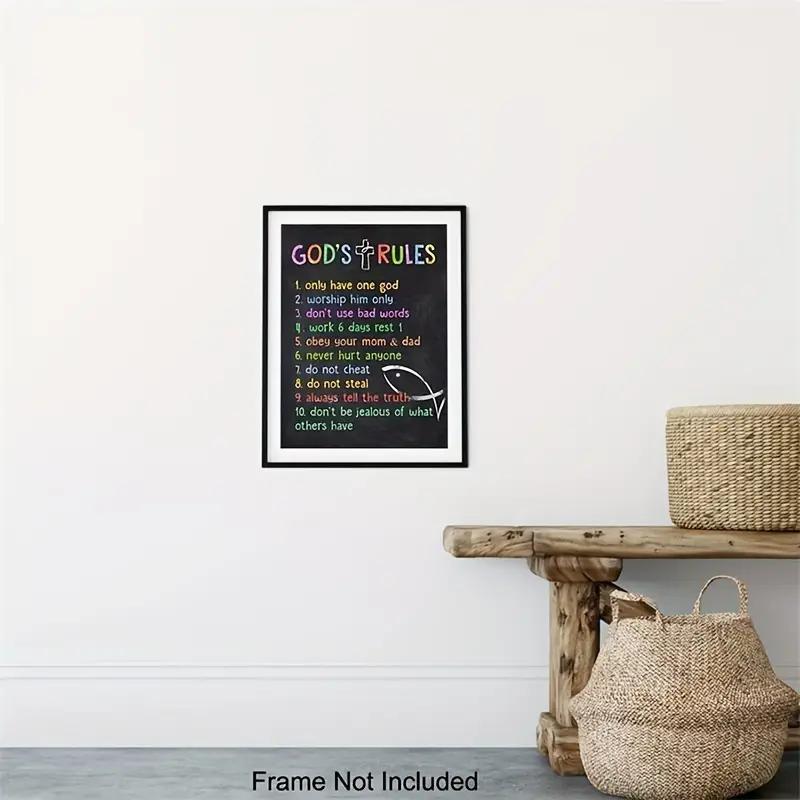 GOD'S RULES
1. only have one god
2. worship him only
3. don't use bad words
4. work 6 days rest 1
5. obey your mom & dad
6. never hurt anyone
7. do not cheat
8. do not steal
9. always tell the truth
10. don't be jealous of what
others have
Frame Not Included